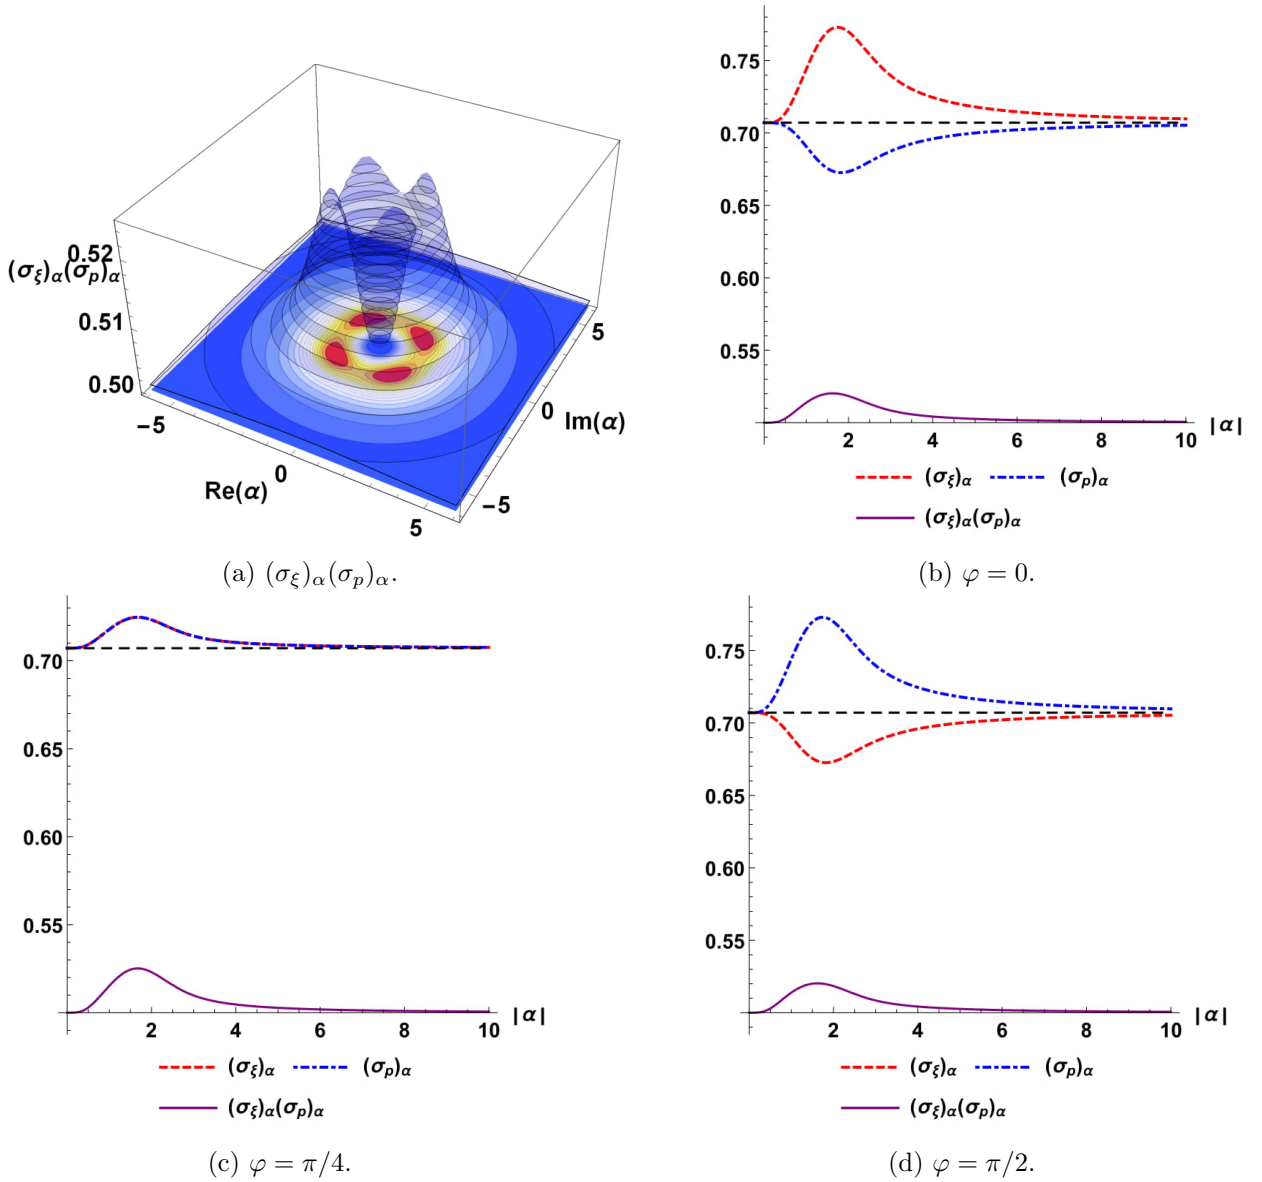 0.52
(σξ)α(σp)α
0.51
0.50
−5
0
5
Re(α)
−5
0
5
Im(α)
(a) (σξ)α(σp)α.
0.75
0.70
0.65
0.60
0.55
2 4 6 8 10 |α|
(σξ)α (σp)α
(σξ)α(σp)α
(b) φ = 0.
0.70
0.65
0.60
0.55
2 4 6 8 10 |α|
(σξ)α (σp)α
(σξ)α(σp)α
(c) φ = π/4.
0.75
0.70
0.65
0.60
0.55
2 4 6 8 10 |α|
(σξ)α (σp)α
(σξ)α(σp)α
(d) φ = π/2.